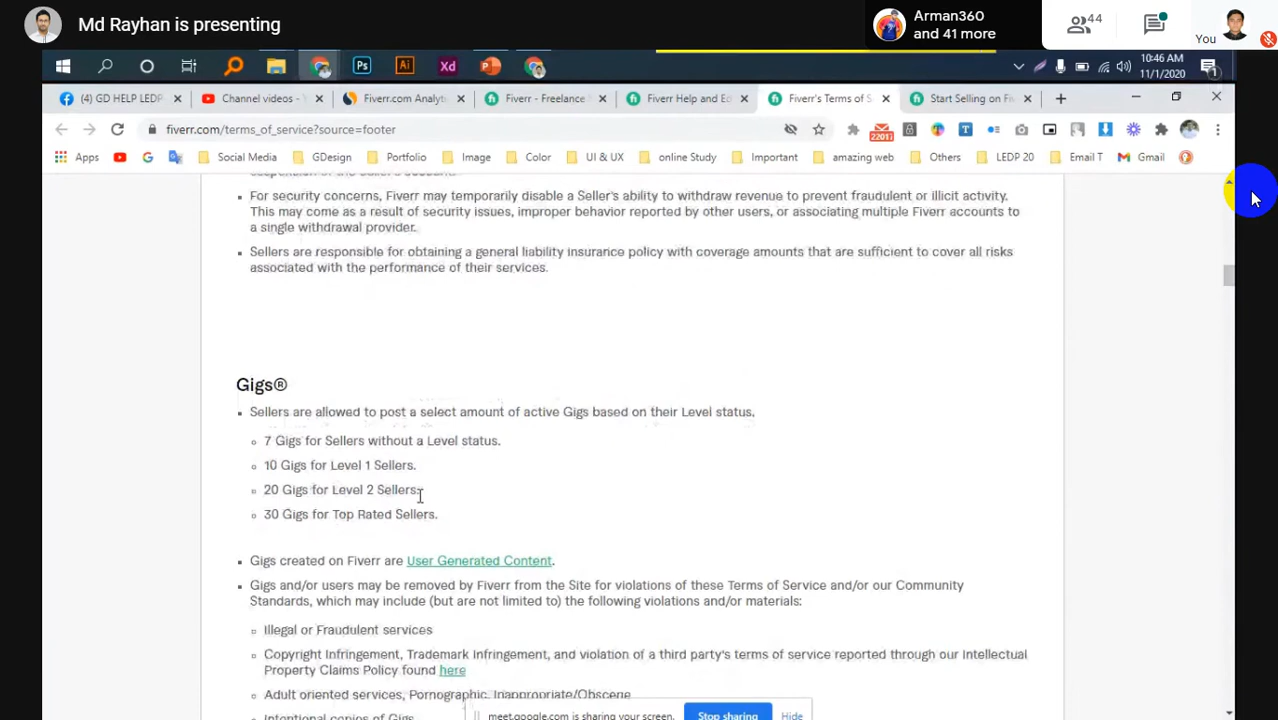 Md Rayhan is presenting
Arman360
and 41 more
44
You
10:46 AM
11/1/2020
1
(4) GD HELP LEDP
Channel videos -
Fiverr.com Analyt
Fiverr - Freelance
Fiverr Help and Ed
Fiverr's Terms of S
Start Selling on Fi
fiverr.com/terms_of_service?source=footer
22017
Apps
Social Media
GDesign
Portfolio
Image
Color
UI & UX
online Study
Important
amazing web
Others
LEDP 20
Email T
Gmail
For security concerns, Fiverr may temporarily disable a Seller's ability to withdraw revenue to prevent fraudulent or illicit activity.
This may come as a result of security issues, improper behavior reported by other users, or associating multiple Fiverr accounts to
a single withdrawal provider.
Sellers are responsible for obtaining a general liability insurance policy with coverage amounts that are sufficient to cover all risks
associated with the performance of their services.
Gigs®
Sellers are allowed to post a select amount of active Gigs based on their Level status.
7 Gigs for Sellers without a Level status.
10 Gigs for Level 1 Sellers.
20 Gigs for Level 2 Sellers.
30 Gigs for Top Rated Sellers.
Gigs created on Fiverr are User Generated Content.
Gigs and/or users may be removed by Fiverr from the Site for violations of these Terms of Service and/or our Community
Standards, which may include (but are not limited to) the following violations and/or materials:
Illegal or Fraudulent services
Copyright Infringement, Trademark Infringement, and violation of a third party's terms of service reported through our Intellectual
Property Claims Policy found here
Adult oriented services, Pornographic, Inappropriate/Obscene
Intentional copies of Gigs
meet.google.com is sharing your screen.
Stop sharing
Hide